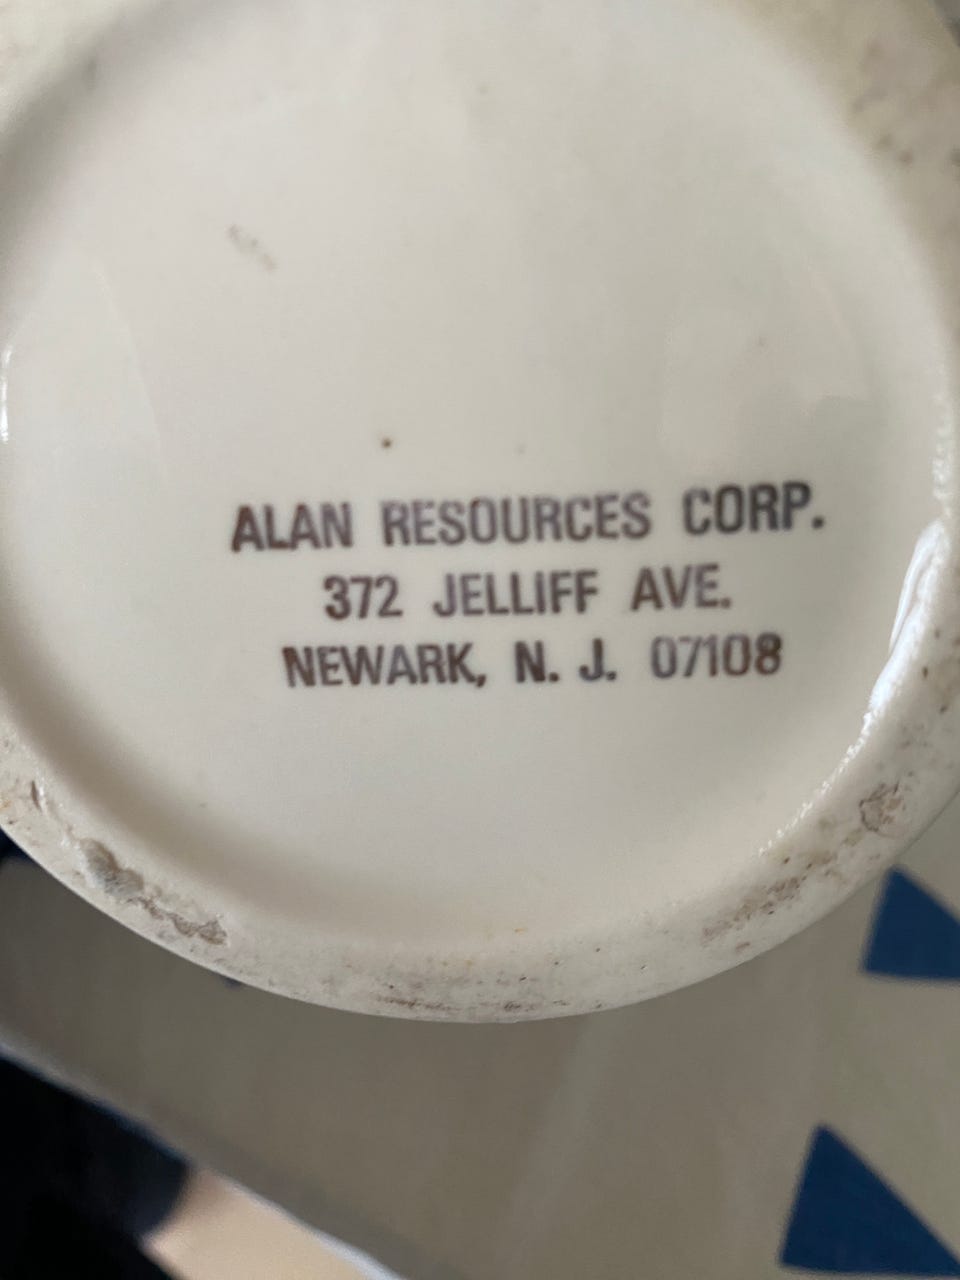 ALAN RESOURCES CORP.
372 JELLIFF AVE.
NEWARK, N. J. 07108